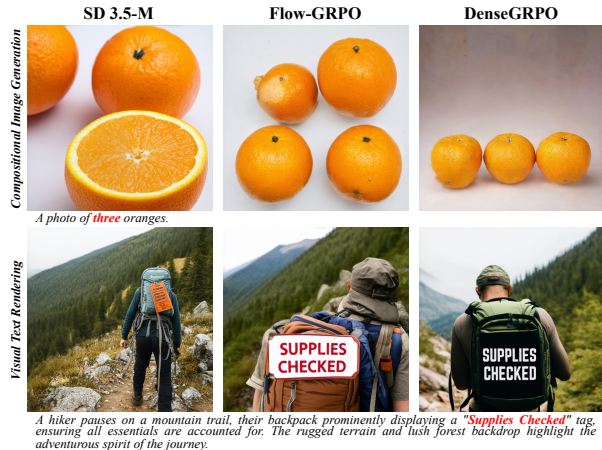 SD 3.5-M Flow-GRPO DenseGRPO
Compositional Image Generation
A photo of three oranges.
Visual Text Rendering
SUPPLIES
CHECKED
SUPPLIES
CHECKED
A hiker pauses on a mountain trail, their backpack prominently displaying a "Supplies Checked" tag,
ensuring all essentials are accounted for. The rugged terrain and lush forest backdrop highlight the
adventurous spirit of the journey.